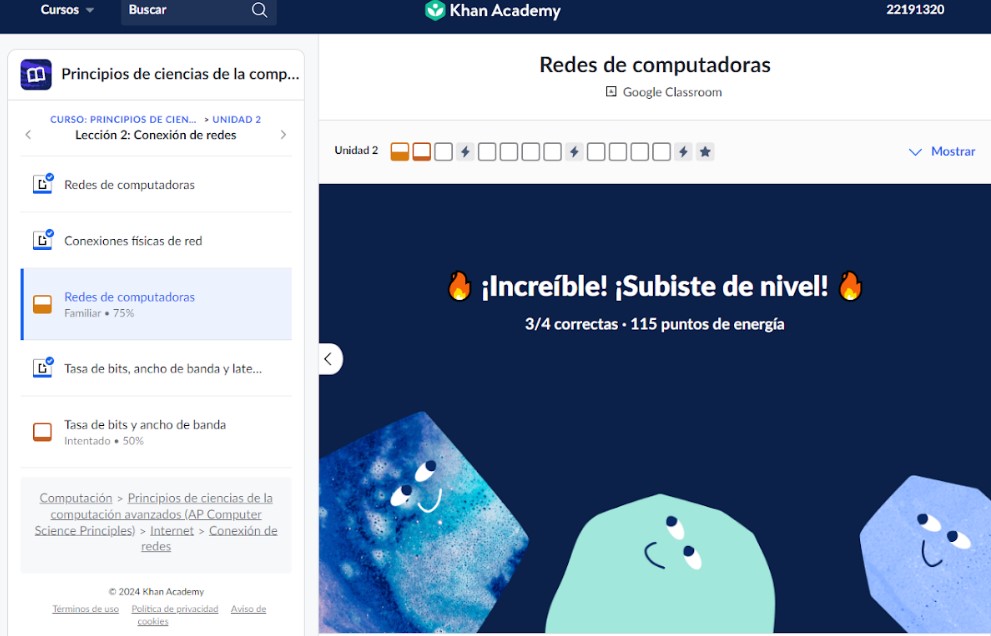 Cursos
Buscar
Khan Academy
22191320
Principios de ciencias de la comp...
CURSO: PRINCIPIOS DE CIEN... > UNIDAD 2
Lección 2: Conexión de redes
Redes de computadoras
Conexiones físicas de red
Redes de computadoras
Familiar • 75%
Tasa de bits, ancho de banda y late...
Tasa de bits y ancho de banda
Intentado • 50%
Computación > Principios de ciencias de la
computación avanzados (AP Computer
Science Principles) > Internet > Conexión de
redes
© 2024 Khan Academy
Términos de uso Política de privacidad Aviso de
cookies
Redes de computadoras
Google Classroom
Unidad 2
Mostrar
¡Increíble! ¡Subiste de nivel!
3/4 correctas · 115 puntos de energía